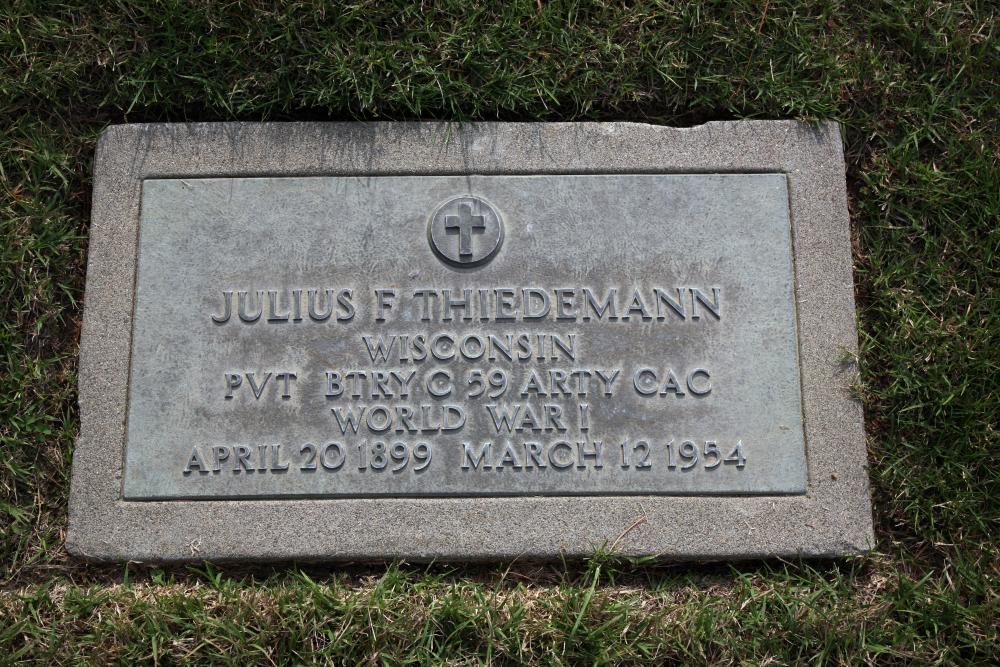 JULIUS F THIEDEMANN
WISCONSIN
PVT BTRY C 59 ARTY CAC
WORLD WAR I
APRIL 20 1899 MARCH 12 1954